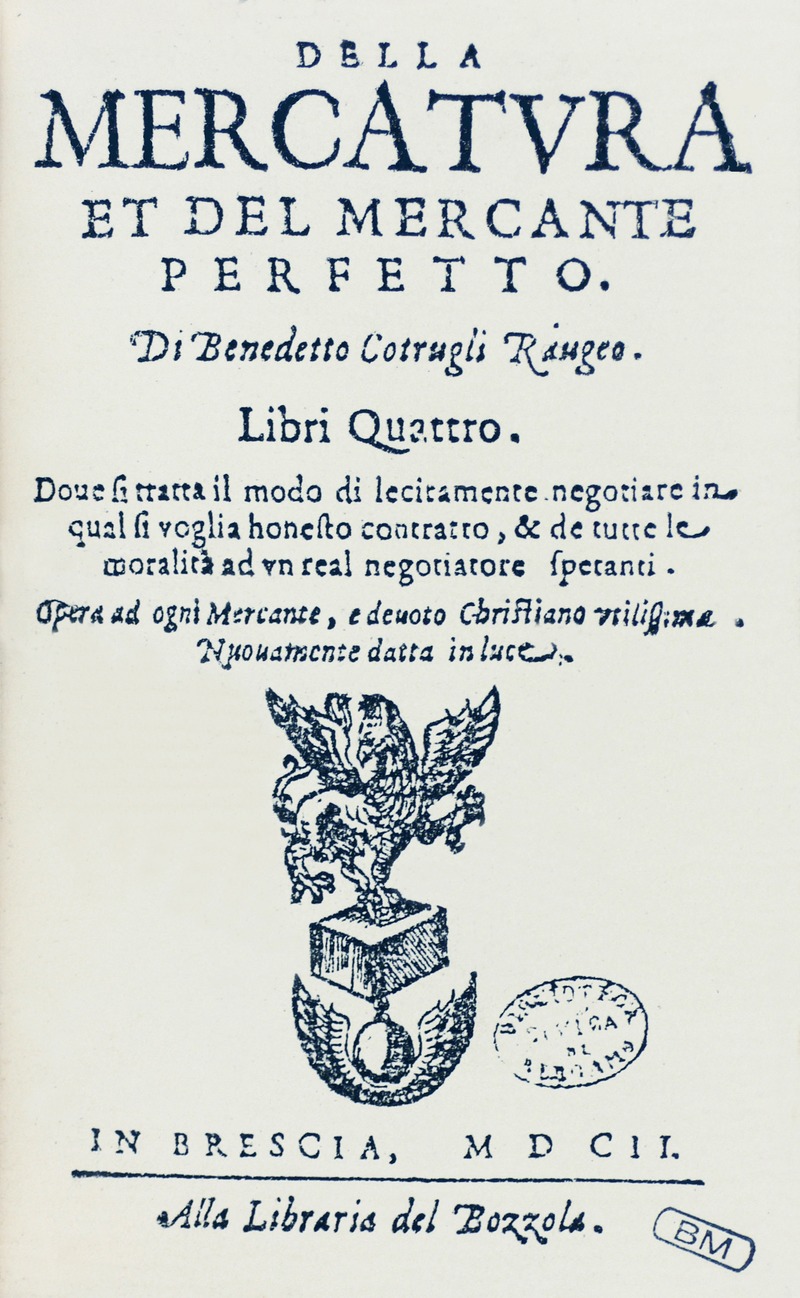 DELLA
MERCATVRA
ET DEL MERCANTE
PERFETTO.
Di Benedetto Cotrugli Raugeo.
Libri Quattro.
Doue ſi tratta il modo di lecitamente negotiare in
qual ſi voglia honeſto contratto, & de tutte le
moralità ad vn real negotiatore ſpetanti.
Opera ad ogni Mercante, e deuoto Chriſtiano vtiliſsima.
Nuouamente datta in luce.
BIBLIOTECA
CIVICA
DI
BERGAMO
IN BRESCIA, MDCII.
Alla Libraria del Bozzola.
BM